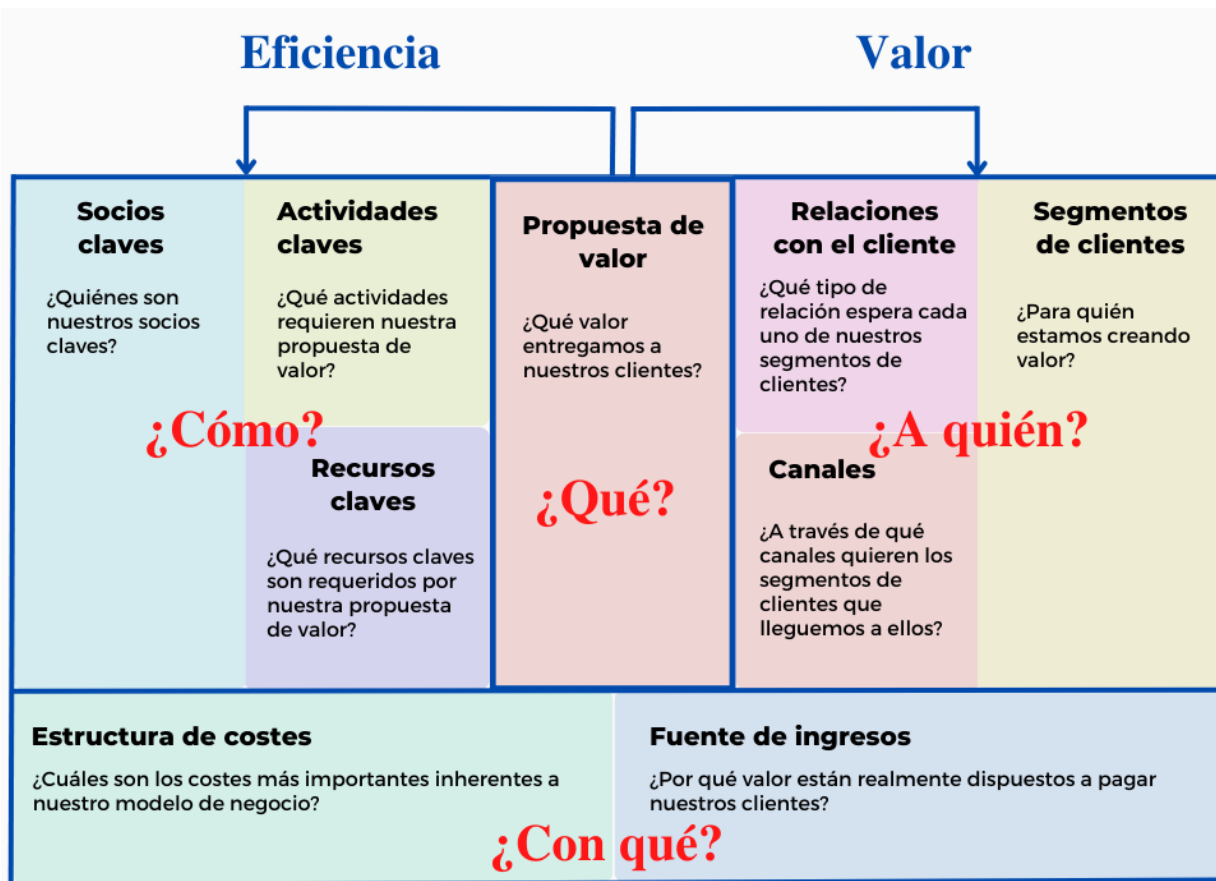 Eficiencia
Valor
Socios
claves
¿Quiénes son
nuestros socios
claves?
Actividades
claves
¿Qué actividades
requieren nuestra
propuesta de
valor?
¿Cómo?
Recursos
claves
¿Qué recursos claves
son requeridos por
nuestra propuesta
de valor?
Propuesta de
valor
¿Qué valor
entregamos a
nuestros clientes?
¿Qué?
Relaciones
con el cliente
¿Qué tipo de
relación espera cada
uno de nuestros
segmentos de
clientes?
Segmentos
de clientes
¿Para quién
estamos creando
valor?
¿A quién?
Canales
¿A través de qué
canales quieren los
segmentos de
clientes que
lleguemos a ellos?
Estructura de costes
¿Cuáles son los costes más importantes inherentes a
nuestro modelo de negocio?
Fuente de ingresos
¿Por qué valor están realmente dispuestos a pagar
nuestros clientes?
¿Con qué?